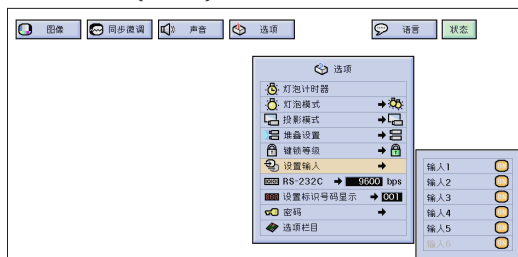 图像
同步微调
声音
选项
语言
状态
选项
灯泡计时器
灯泡模式
投影模式
堆叠设置
键锁等级
设置输入
RS-232C 9600 bps
设置标识号码显示 001
密码
选项栏目
输入1
输入2
输入3
输入4
输入5
输入6